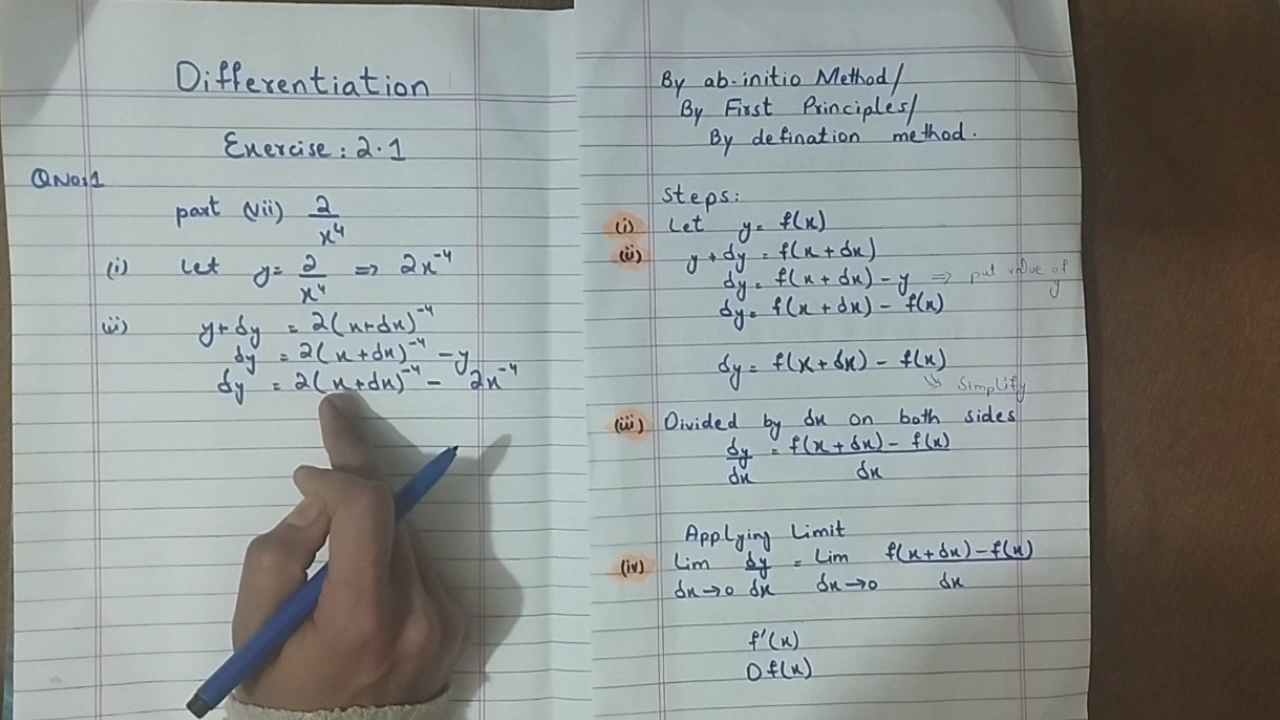 Differentiation
Exercise: 2.1
QNo:1
part (vii) 2/x⁴
(i) Let y = 2/x⁴ => 2x⁻⁴
(ii) y+δy = 2(x+δx)⁻⁴
δy = 2(x+δx)⁻⁴ - y
δy = 2(x+δx)⁻⁴ - 2x⁻⁴
By ab-initio Method/
By First Principles/
By defination method.
Steps:
(i) Let y = f(x)
(ii) y+δy = f(x+δx)
δy = f(x+δx) - y => put value of y
δy = f(x+δx) - f(x)
δy = f(x+δx) - f(x)
↳ Simplify
(iii) Divided by δx on both sides
δy/δx = f(x+δx) - f(x)/δx
Applying Limit
(iv) Lim δx→0 δy/δx = Lim δx→0 f(x+δx) - f(x)/δx
f'(x)
D f(x)